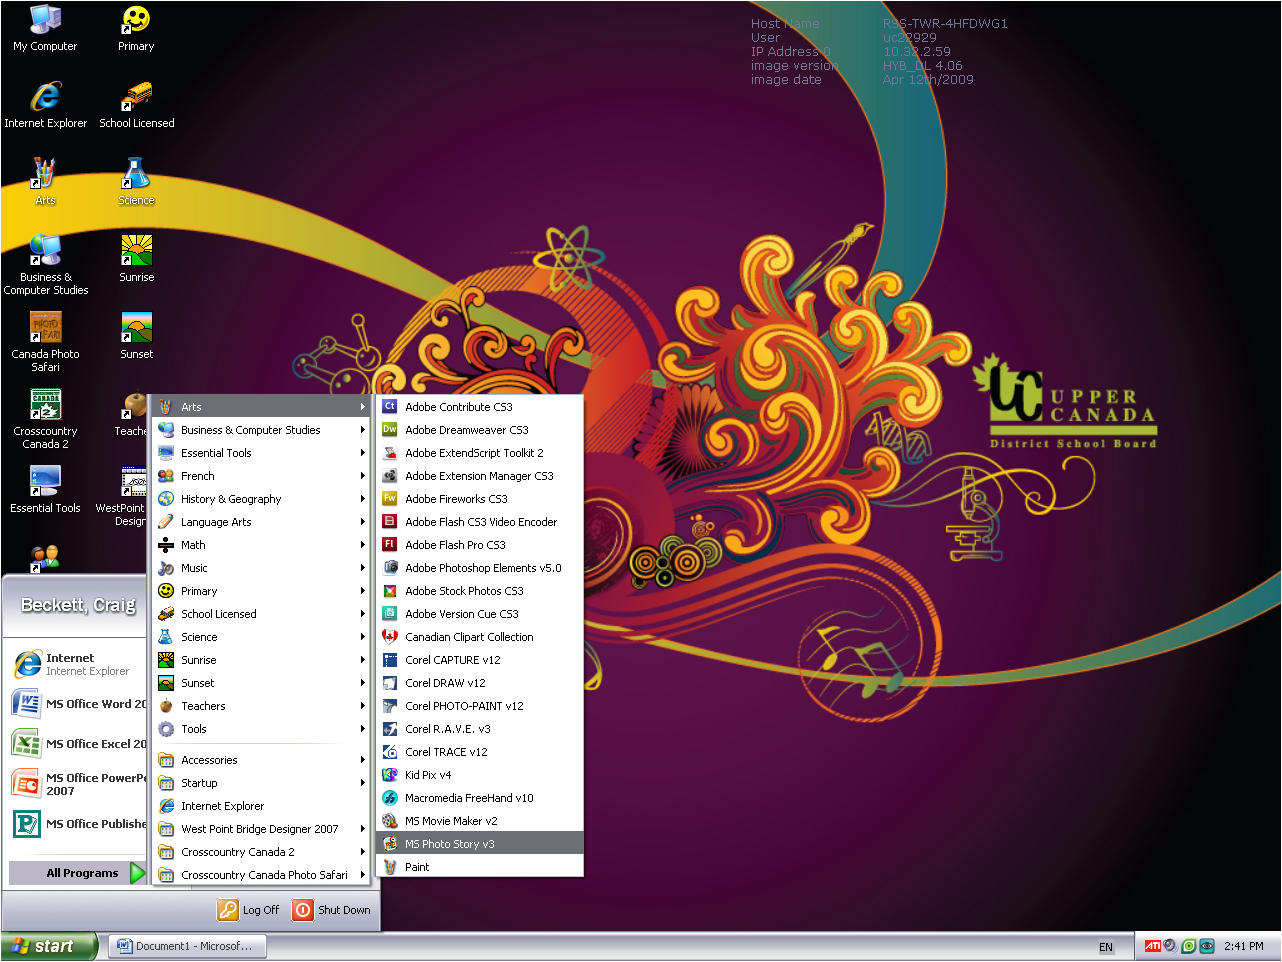 Host Name RSS-TWR-4HFDWG1
User uc22929
IP Address 0 10.32.2.59
image version HYB_DL 4.06
image date Apr 12th/2009
My Computer
Primary
Internet Explorer
School Licensed
Arts
Science
Business &
Computer Studies
Sunrise
Canada Photo
Safari
Sunset
Crosscountry
Canada 2
Teache
Essential Tools
WestPoint
Design
UC UPPER
CANADA
District School Board
Beckett, Craig
Internet
Internet Explorer
MS Office Word 20
MS Office Excel 20
MS Office PowerP
2007
MS Office Publishe
All Programs
Arts
Business & Computer Studies
Essential Tools
French
History & Geography
Language Arts
Math
Music
Primary
School Licensed
Science
Sunrise
Sunset
Teachers
Tools
Accessories
Startup
Internet Explorer
West Point Bridge Designer 2007
Crosscountry Canada 2
Crosscountry Canada Photo Safari
Ct Adobe Contribute CS3
Dw Adobe Dreamweaver CS3
Adobe ExtendScript Toolkit 2
Adobe Extension Manager CS3
Fw Adobe Fireworks CS3
Adobe Flash CS3 Video Encoder
Fl Adobe Flash Pro CS3
Adobe Photoshop Elements v5.0
Adobe Stock Photos CS3
Adobe Version Cue CS3
Canadian Clipart Collection
Corel CAPTURE v12
Corel DRAW v12
Corel PHOTO-PAINT v12
Corel R.A.V.E. v3
Corel TRACE v12
Kid Pix v4
Macromedia FreeHand v10
MS Movie Maker v2
MS Photo Story v3
Paint
Log Off
Shut Down
start
Document1 - Microsof...
EN
ATI
2:41 PM